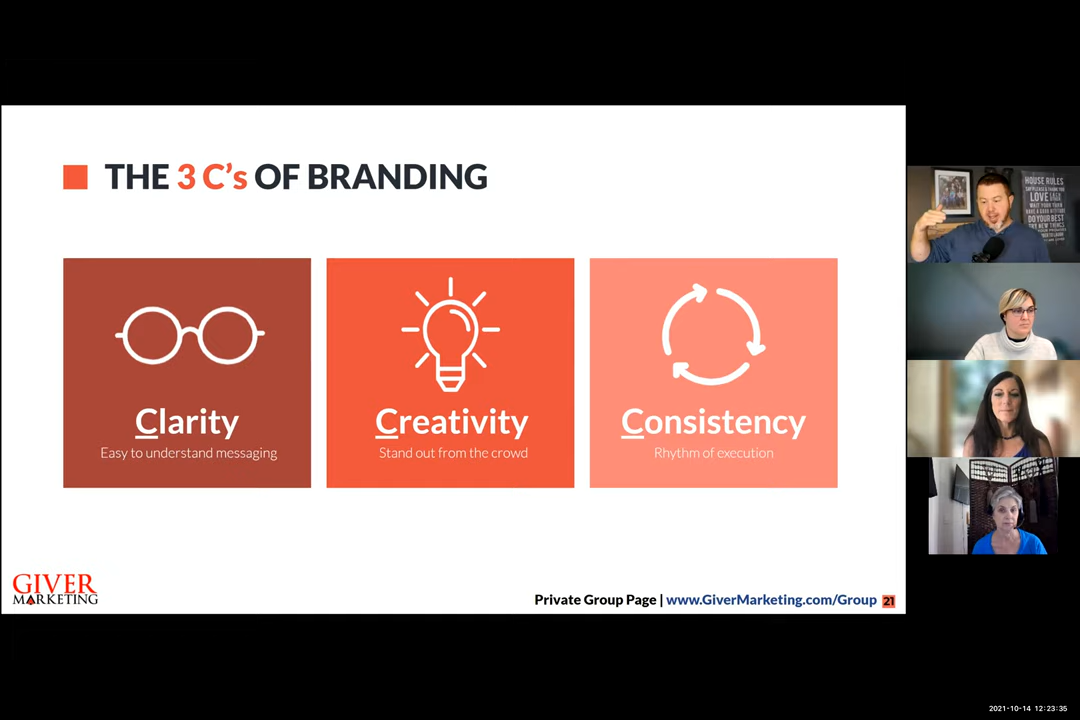 THE 3 C's OF BRANDING
Clarity
Easy to understand messaging
Creativity
Stand out from the crowd
Consistency
Rhythm of execution
GIVER
MARKETING
Private Group Page | www.GiverMarketing.com/Group 21
HOUSE RULES
LOVE
DO YOUR BEST
2021-10-14 12:23:35